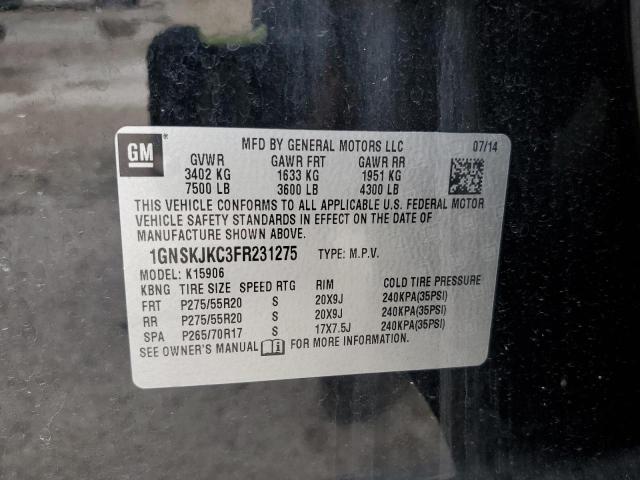 GM
MFD BY GENERAL MOTORS LLC 07/14
GVWR GAWR FRT GAWR RR
3402 KG 1633 KG 1951 KG
7500 LB 3600 LB 4300 LB
THIS VEHICLE CONFORMS TO ALL APPLICABLE U.S. FEDERAL MOTOR
VEHICLE SAFETY STANDARDS IN EFFECT ON THE DATE OF
MANUFACTURE SHOWN ABOVE.
1GNSKJKC3FR231275 TYPE: M.P.V.
MODEL: K15906
KBNG TIRE SIZE SPEED RTG RIM COLD TIRE PRESSURE
FRT P275/55R20 S 20X9J 240KPA(35PSI)
RR P275/55R20 S 20X9J 240KPA(35PSI)
SPA P265/70R17 S 17X7.5J 240KPA(35PSI)
SEE OWNER'S MANUAL FOR MORE INFORMATION.